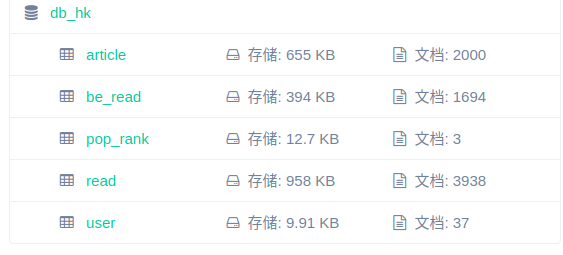 db_hk
article 存储: 655 KB 文档: 2000
be_read 存储: 394 KB 文档: 1694
pop_rank 存储: 12.7 KB 文档: 3
read 存储: 958 KB 文档: 3938
user 存储: 9.91 KB 文档: 37